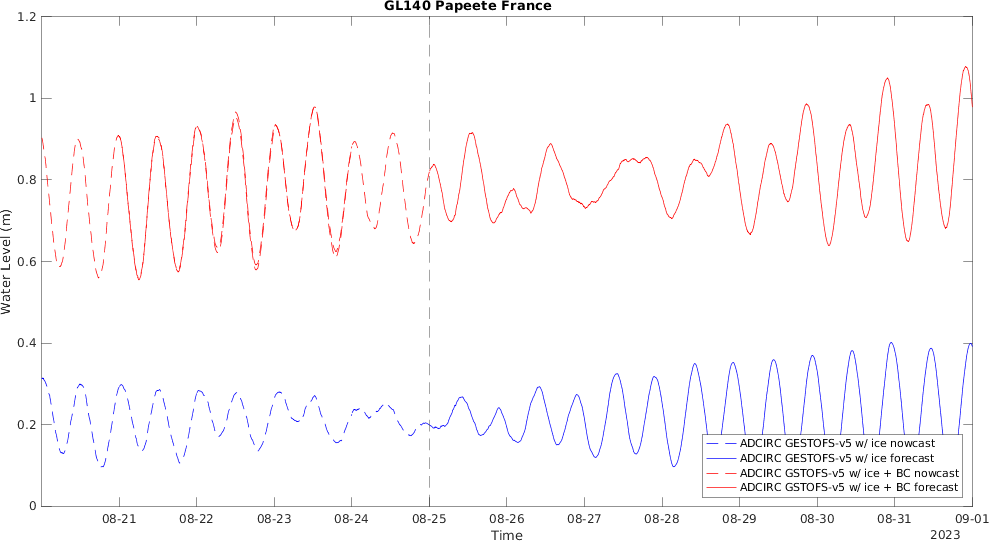 GL140 Papeete France
1.2
1
0.8
0.6
0.4
0.2
0
Water Level (m)
08-21 08-22 08-23 08-24 08-25 08-26 08-27 08-28 08-29 08-30 08-31 09-01
Time
2023
ADCIRC GESTOFS-v5 w/ ice nowcast
ADCIRC GESTOFS-v5 w/ ice forecast
ADCIRC GSTOFS-v5 w/ ice + BC nowcast
ADCIRC GSTOFS-v5 w/ ice + BC forecast